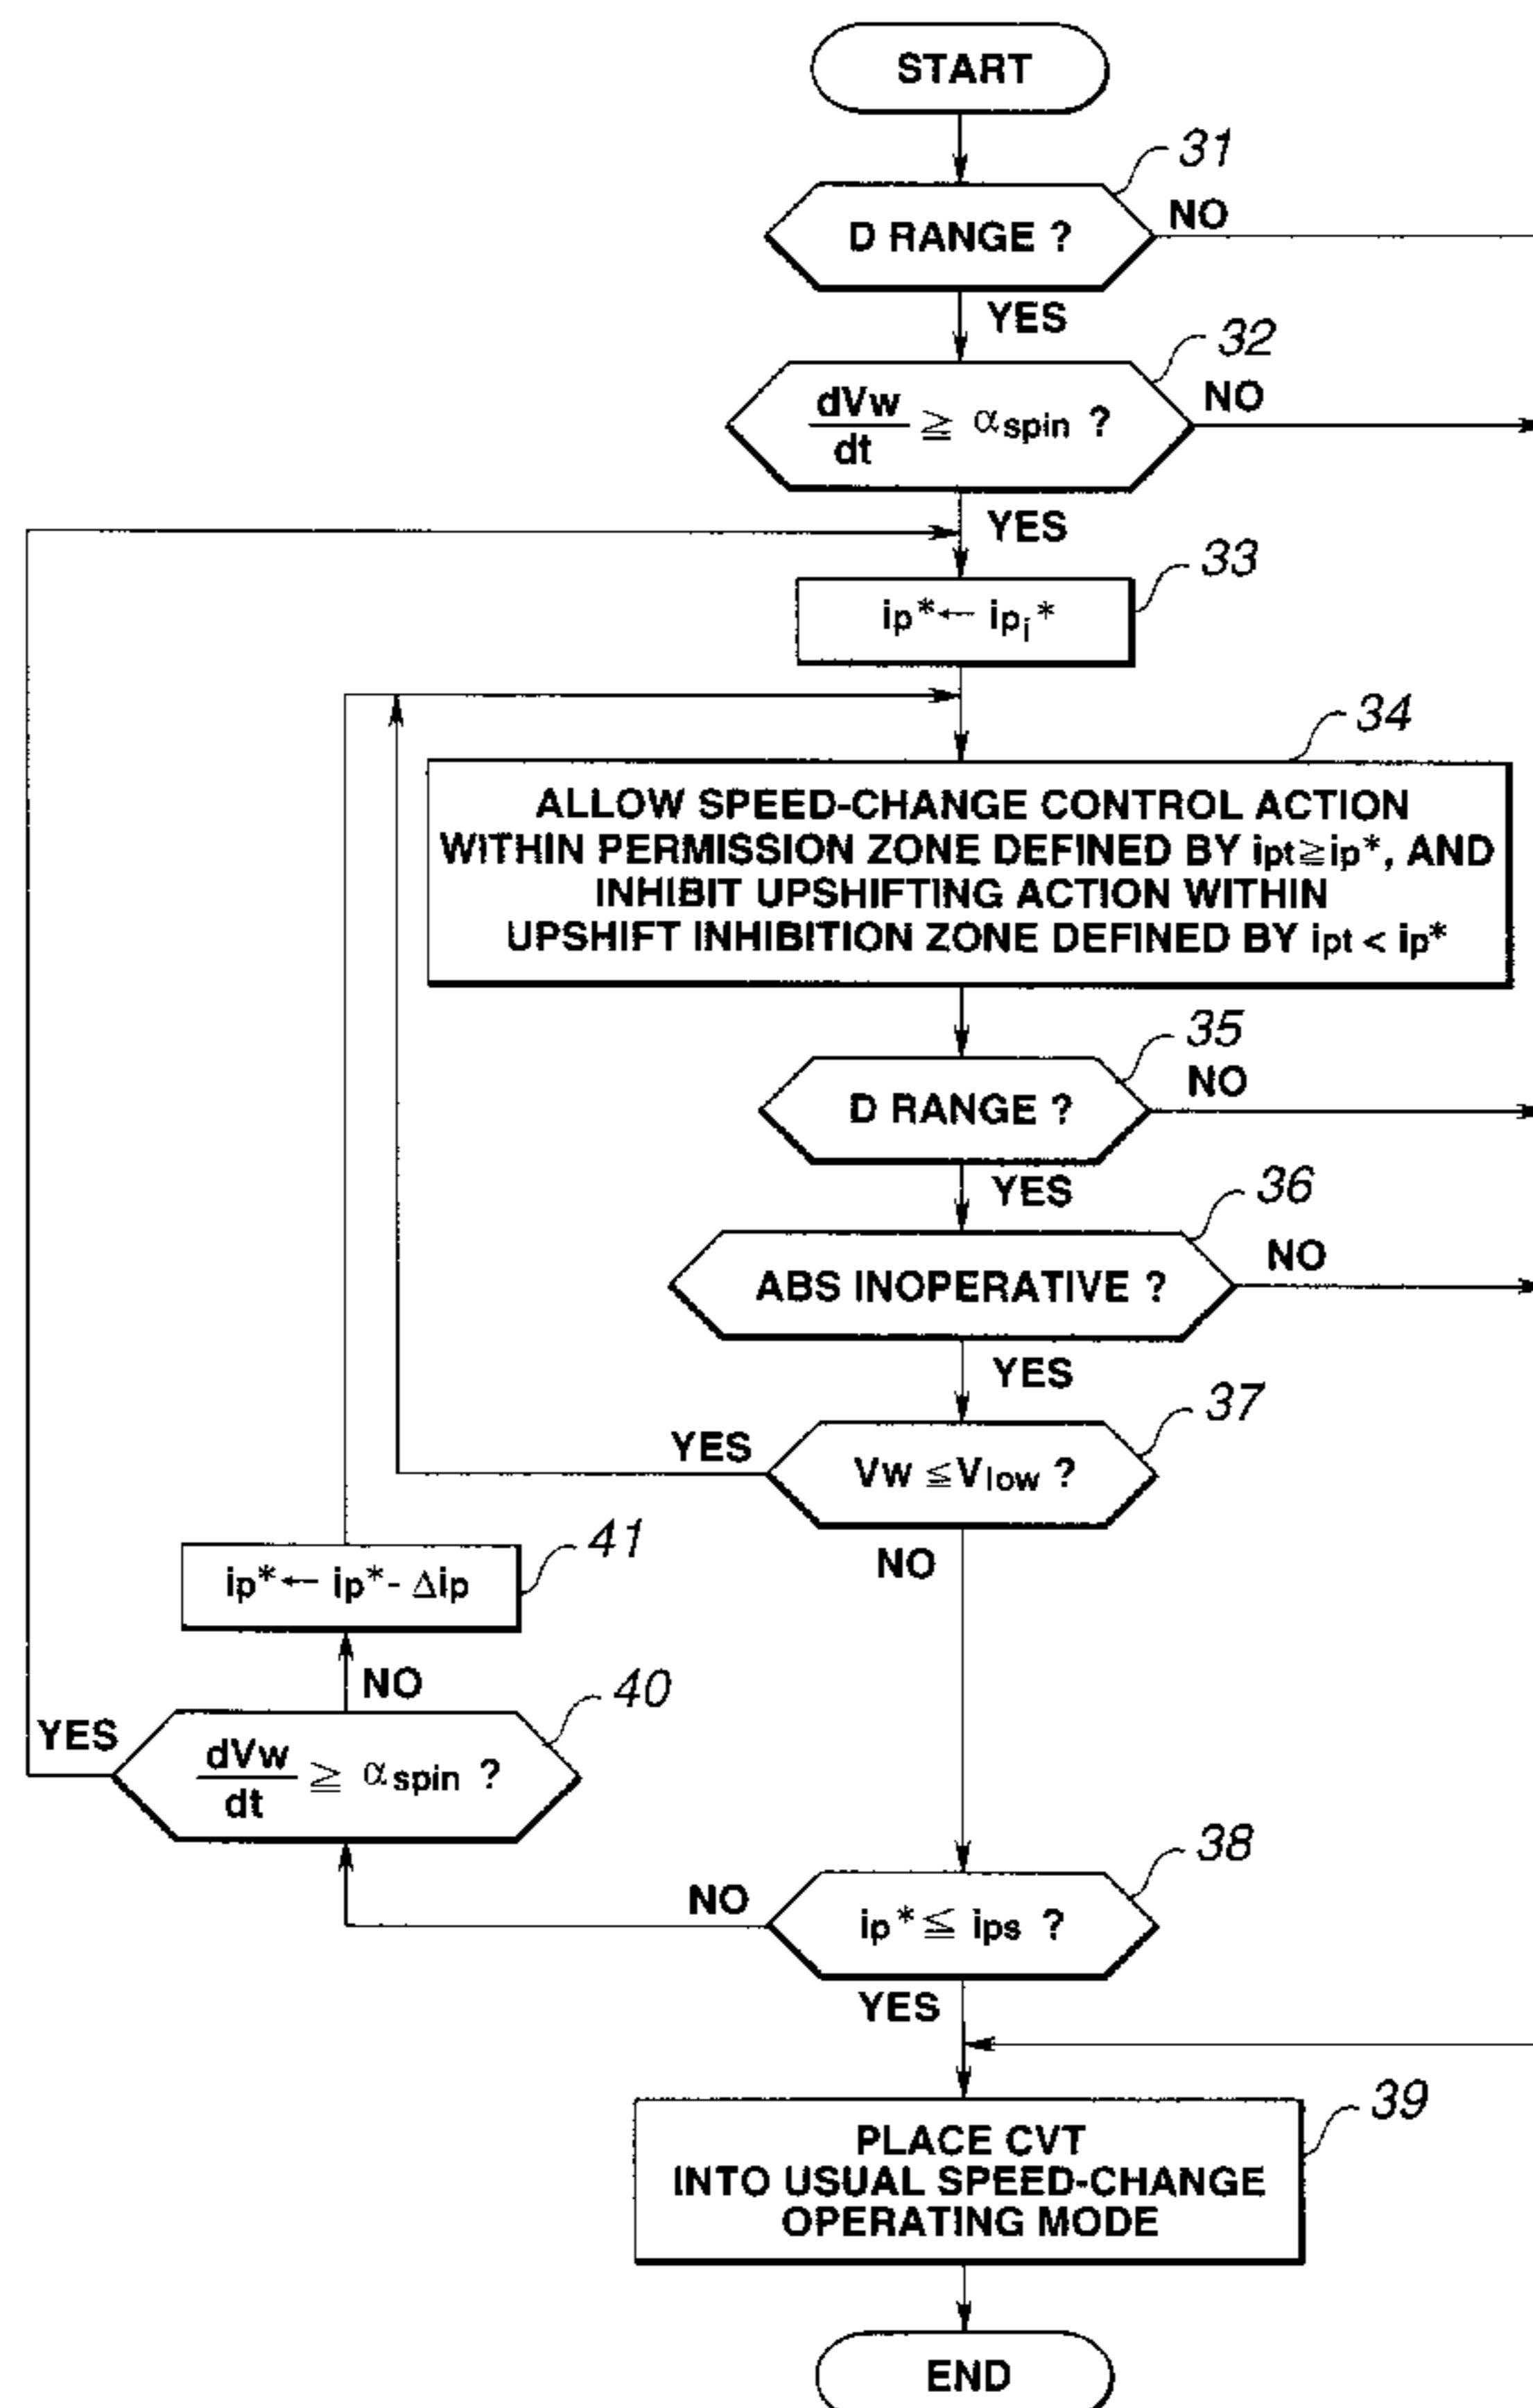 START
31
D RANGE ?
NO
YES
32
dVw
dt
≧ αspin ?
NO
YES
33
ip* ← ipi*
34
ALLOW SPEED-CHANGE CONTROL ACTION
WITHIN PERMISSION ZONE DEFINED BY ipt≧ip*, AND
INHIBIT UPSHIFTING ACTION WITHIN
UPSHIFT INHIBITION ZONE DEFINED BY ipt < ip*
35
D RANGE ?
NO
YES
36
ABS INOPERATIVE ?
NO
YES
37
YES
Vw ≦ Vlow ?
NO
41
ip* ← ip* - Δip
NO
40
YES
dVw
dt
≧ αspin ?
38
NO
ip* ≦ ips ?
YES
39
PLACE CVT
INTO USUAL SPEED-CHANGE
OPERATING MODE
END